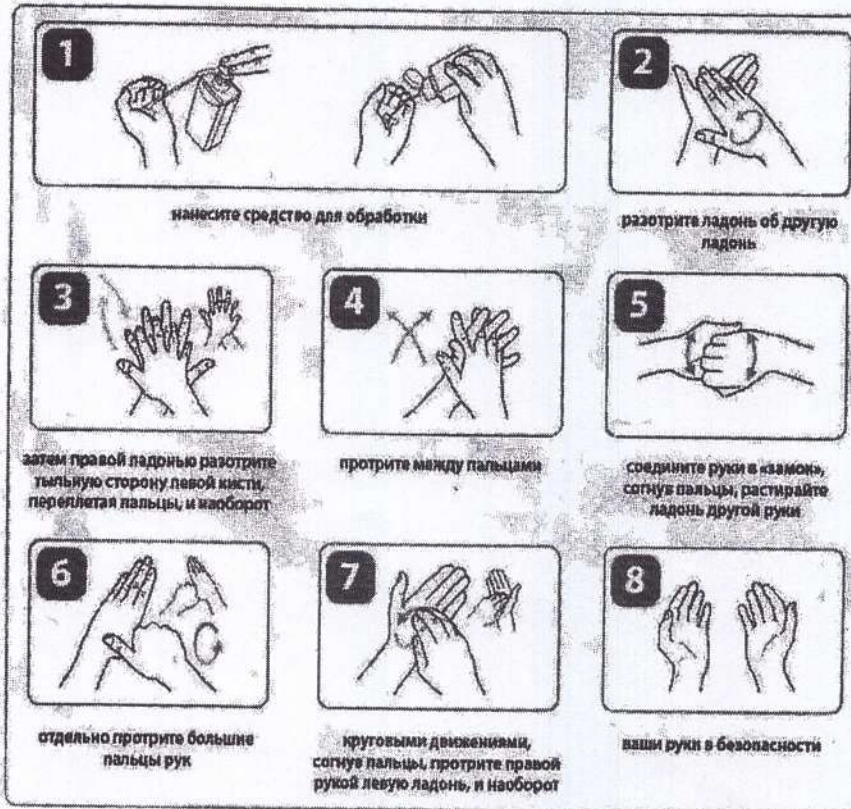 1
нанесите средство для обработки
2
разотрите ладонь об другую
ладонь
3
затем правой ладонью разотрите
тыльную сторону левой кисти,
переплетая пальцы, и наоборот
4
протрите между пальцами
5
соедините руки в «замок»,
согнув пальцы, растирайте
ладонь другой руки
6
отдельно протрите большие
пальцы рук
7
круговыми движениями,
согнув пальцы, протрите правой
рукой левую ладонь, и наоборот
8
ваши руки в безопасности